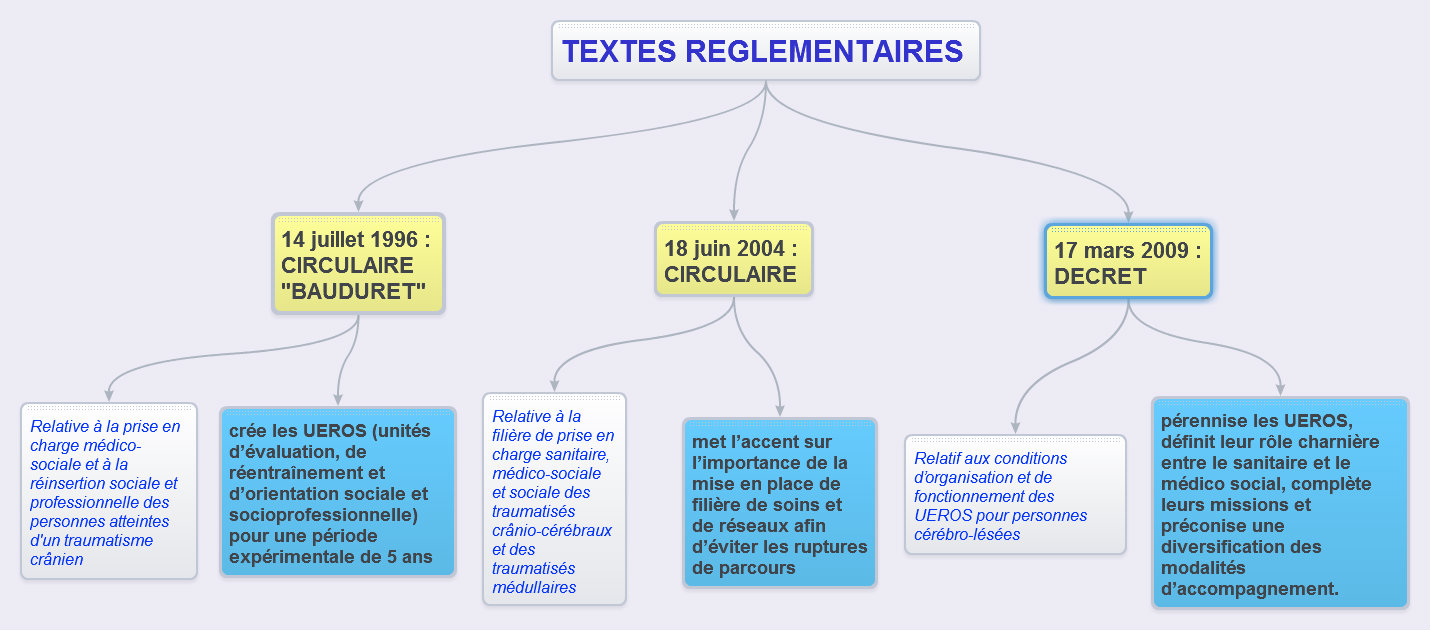 TEXTES REGLEMENTAIRES
14 juillet 1996 :
CIRCULAIRE
"BAUDURET"
18 juin 2004 :
CIRCULAIRE
17 mars 2009 :
DECRET
Relative à la prise en
charge médico-
sociale et à la
réinsertion sociale et
professionnelle des
personnes atteintes
d'un traumatisme
crânien
crée les UEROS (unités
d’évaluation, de
réentraînement et
d’orientation sociale et
socioprofessionnelle)
pour une période
expérimentale de 5 ans
Relative à la
filière de prise en
charge sanitaire,
médico-sociale
et sociale des
traumatisés
crânio-cérébraux
et des
traumatisés
médullaires
met l’accent sur
l’importance de la
mise en place de
filière de soins et
de réseaux afin
d’éviter les ruptures
de parcours
Relatif aux conditions
d’organisation et de
fonctionnement des
UEROS pour personnes
cérébro-lésées
pérennise les UEROS,
définit leur rôle charnière
entre le sanitaire et le
médico social, complète
leurs missions et
préconise une
diversification des
modalités
d’accompagnement.